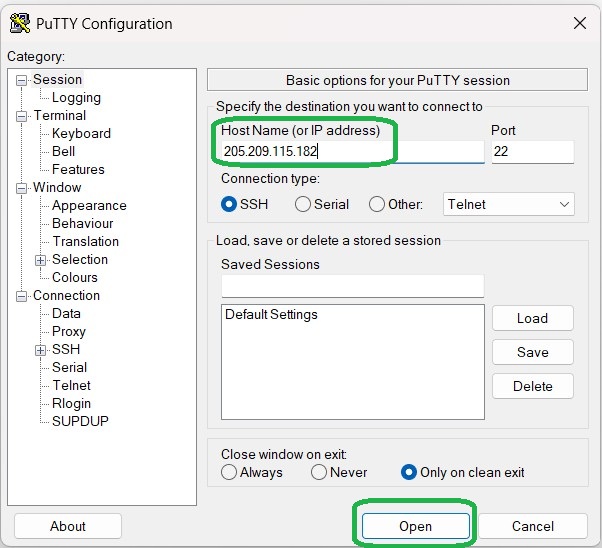 PuTTY Configuration
Category:
Session
Logging
Terminal
Keyboard
Bell
Features
Window
Appearance
Behaviour
Translation
Selection
Colours
Connection
Data
Proxy
SSH
Serial
Telnet
Rlogin
SUPDUP
Basic options for your PuTTY session
Specify the destination you want to connect to
Host Name (or IP address) Port
205.209.115.182 22
Connection type:
SSH Serial Other: Telnet
Load, save or delete a stored session
Saved Sessions
Default Settings
Load
Save
Delete
Close window on exit:
Always Never Only on clean exit
About Open Cancel